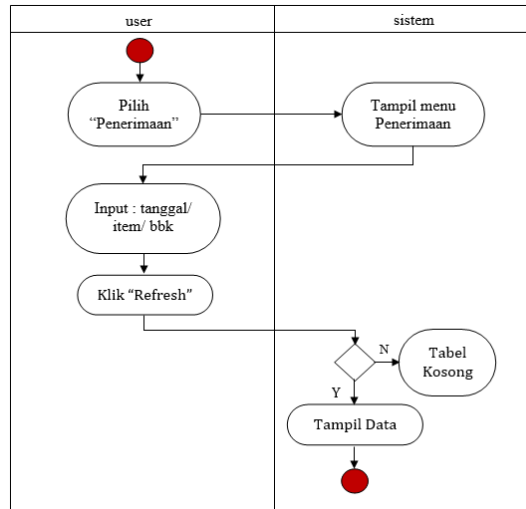 user
sistem
Pilih
“Penerimaan”
Tampil menu
Penerimaan
Input : tanggal/
item/ bbk
Klik “Refresh”
N
Tabel
Kosong
Y
Tampil Data